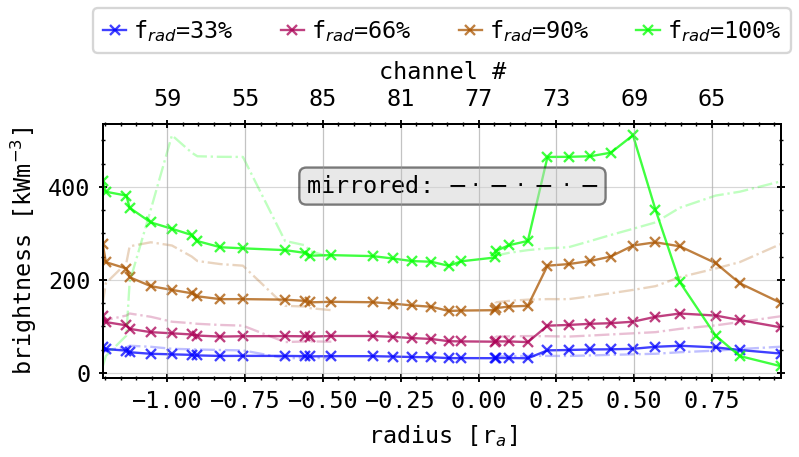 f_rad=33% f_rad=66% f_rad=90% f_rad=100%
channel #
59 55 85 81 77 73 69 65
brightness [kWm⁻³]
400
200
0
mirrored: — · — · — · —
−1.00 −0.75 −0.50 −0.25 0.00 0.25 0.50 0.75
radius [r_a]